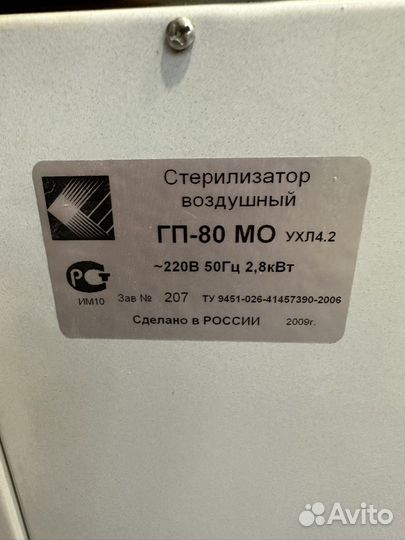 Стерилизатор
воздушный
ГП-80 МО УХЛ4.2
~220В 50Гц 2,8кВт
РСТ
ИМ10 Зав № 207 ТУ 9451-026-41457390-2006
Сделано в РОССИИ 2009г.
Avito